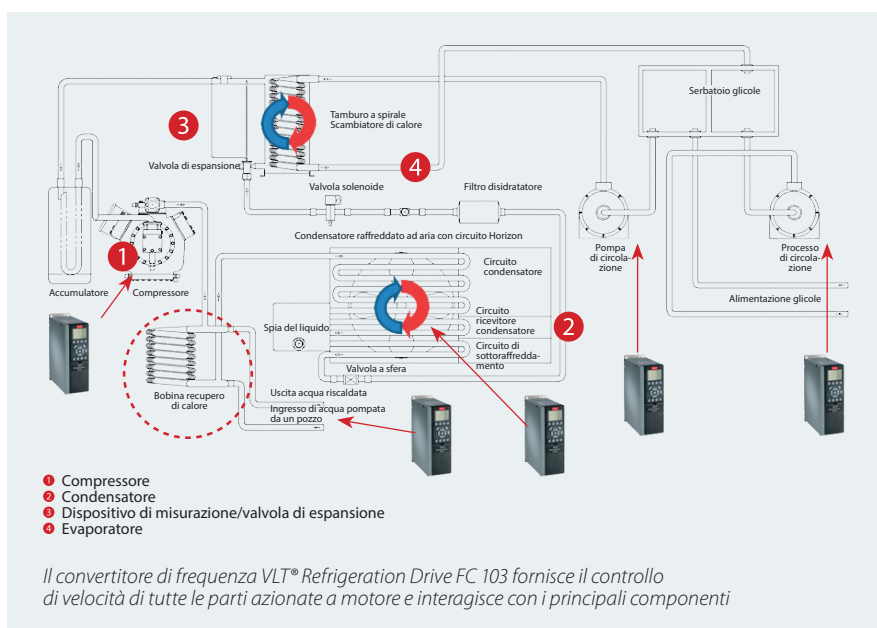 Serbatoio glicole
3
Tamburo a spirale
Scambiatore di calore
4
Valvola di espansione
Valvola solenoide
Filtro disidratatore
Condensatore raffreddato ad aria con circuito Horizon
1
Accumulatore
Compressore
Circuito
condensatore
Pompa
di circola-
zione
Processo
di circola-
zione
Alimentazione glicole
Spia del liquido
Circuito
ricevitore
condensatore
2
Circuito di
sottoraffredda-
mento
Valvola a sfera
Bobina recupero
di calore
Uscita acqua riscaldata
Ingresso di acqua pompata
da un pozzo
1 Compressore
2 Condensatore
3 Dispositivo di misurazione/valvola di espansione
4 Evaporatore
Il convertitore di frequenza VLT® Refrigeration Drive FC 103 fornisce il controllo
di velocità di tutte le parti azionate a motore e interagisce con i principali componenti